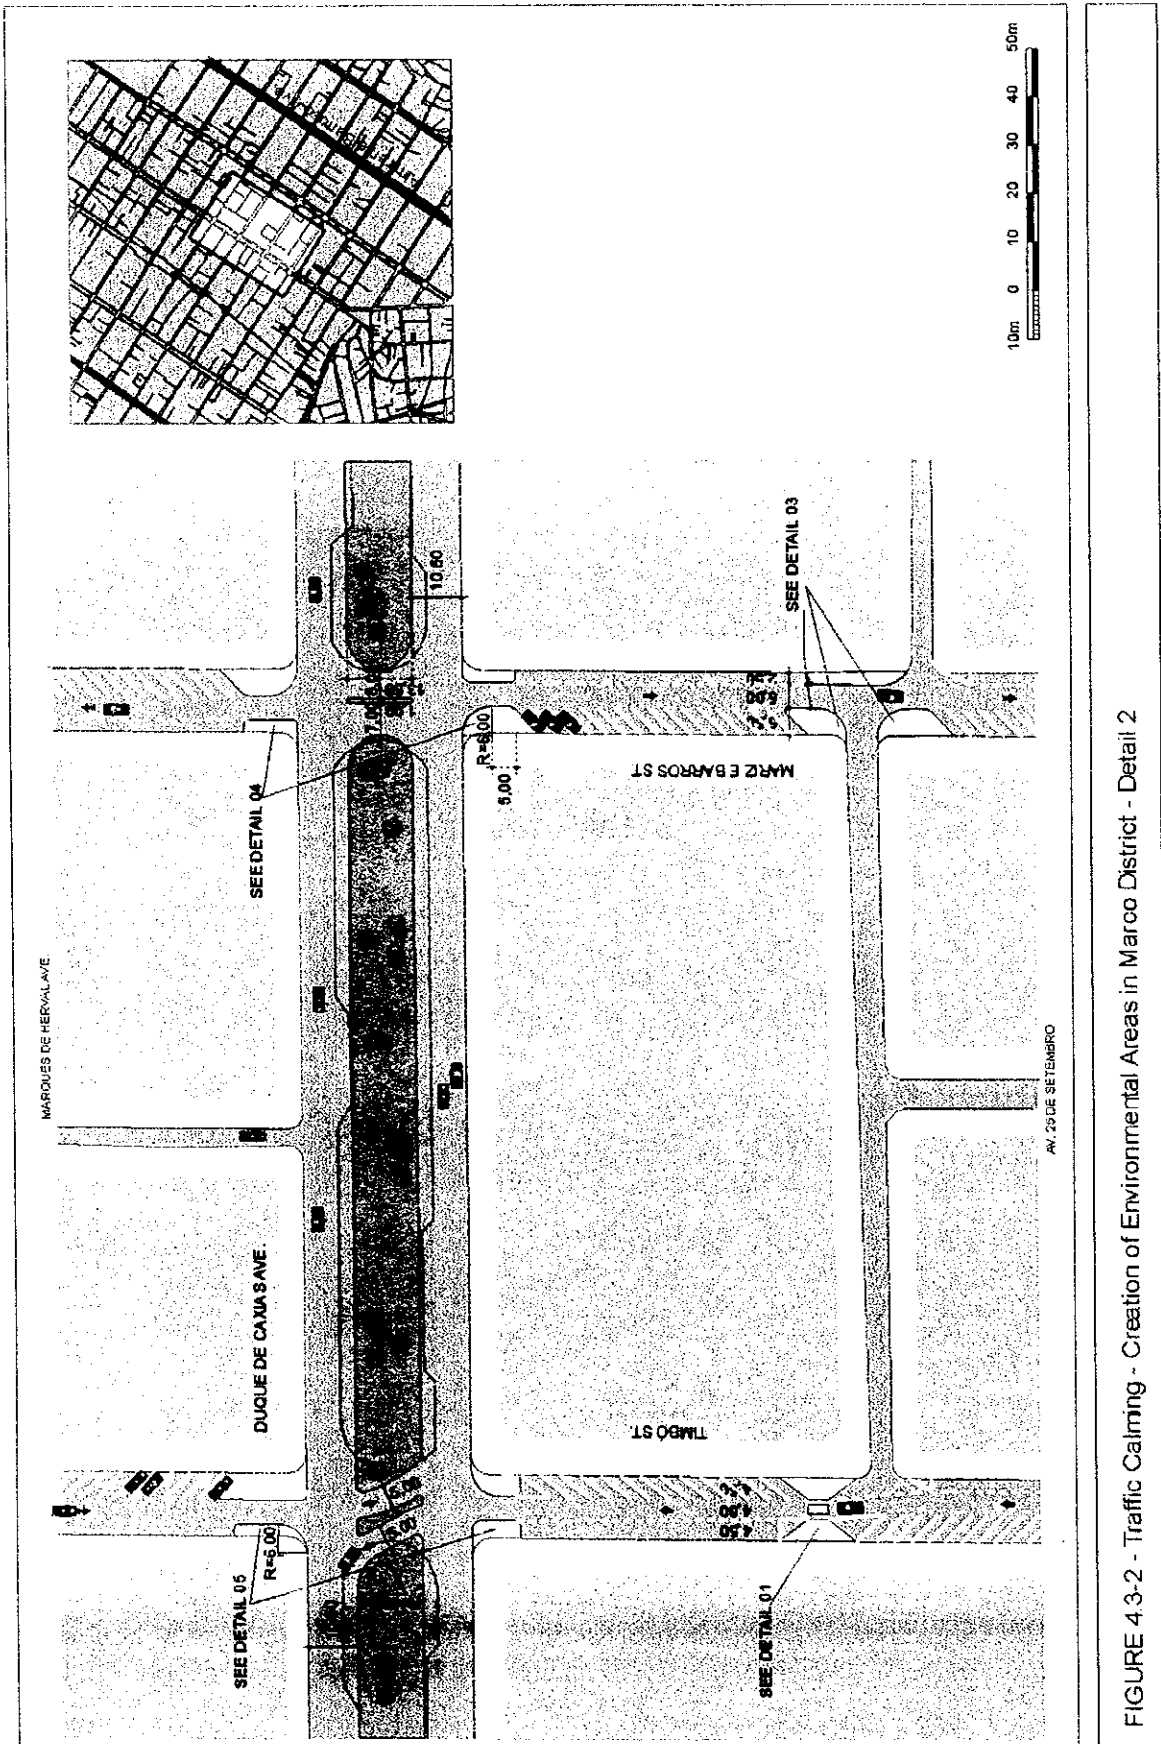 MARQUES DE HERVAL AVE.
SEE DETAIL 05
R=6,00
DUQUE DE CAXIAS AVE.
SEE DETAIL 04
10.60
R=6,00
5,00
TIMBÓ ST.
MARIZ E BARROS ST.
SEE DETAIL 01
4.50
SEE DETAIL 03
6.00
AV. 25 DE SETEMBRO
10m 0 10 20 30 40 50m
FIGURE 4.3-2 - Traffic Calming - Creation of Environmental Areas in Marco District - Detail 2